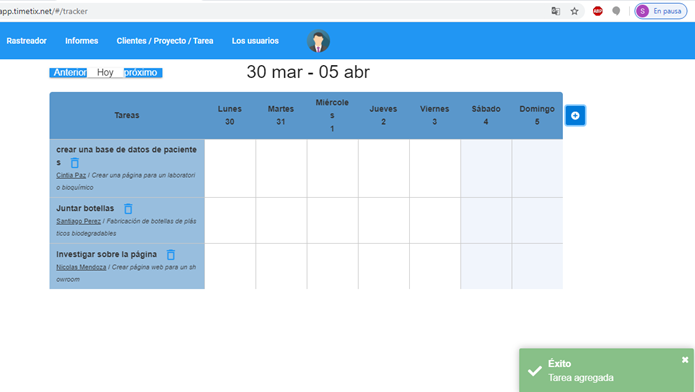 app.timetix.net/#/tracker
S En pausa
ABP
Rastreador Informes Clientes / Proyecto / Tarea Los usuarios
Anterior Hoy próximo 30 mar - 05 abr
Tareas
Lunes
30
Martes
31
Miércole
s
1
Jueves
2
Viernes
3
Sábado
4
Domingo
5
crear una base de datos de paciente
s
Cintia Paz / Crear una página para un laboratori
o bioquímico
Juntar botellas
Santiago Perez / Fabricación de botellas de plás
ticos biodegradables
Investigar sobre la página
Nicolas Mendoza / Crear página web para un sh
owroom
Éxito
Tarea agregada